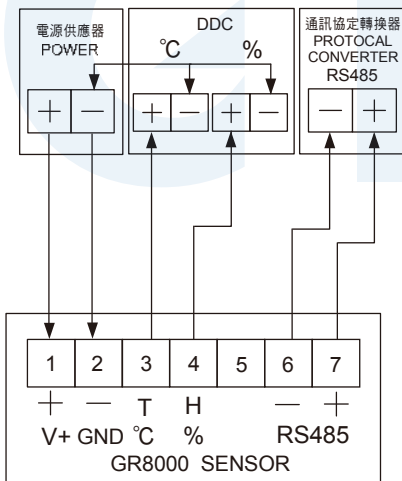 電源供應器
POWER
DDC
℃ %
通訊協定轉換器
PROTOCAL
CONVERTER
RS485
+ − + − + − − +
1 2 3 4 5 6 7
+ − T H − +
V+ GND ℃ % RS485
GR8000 SENSOR